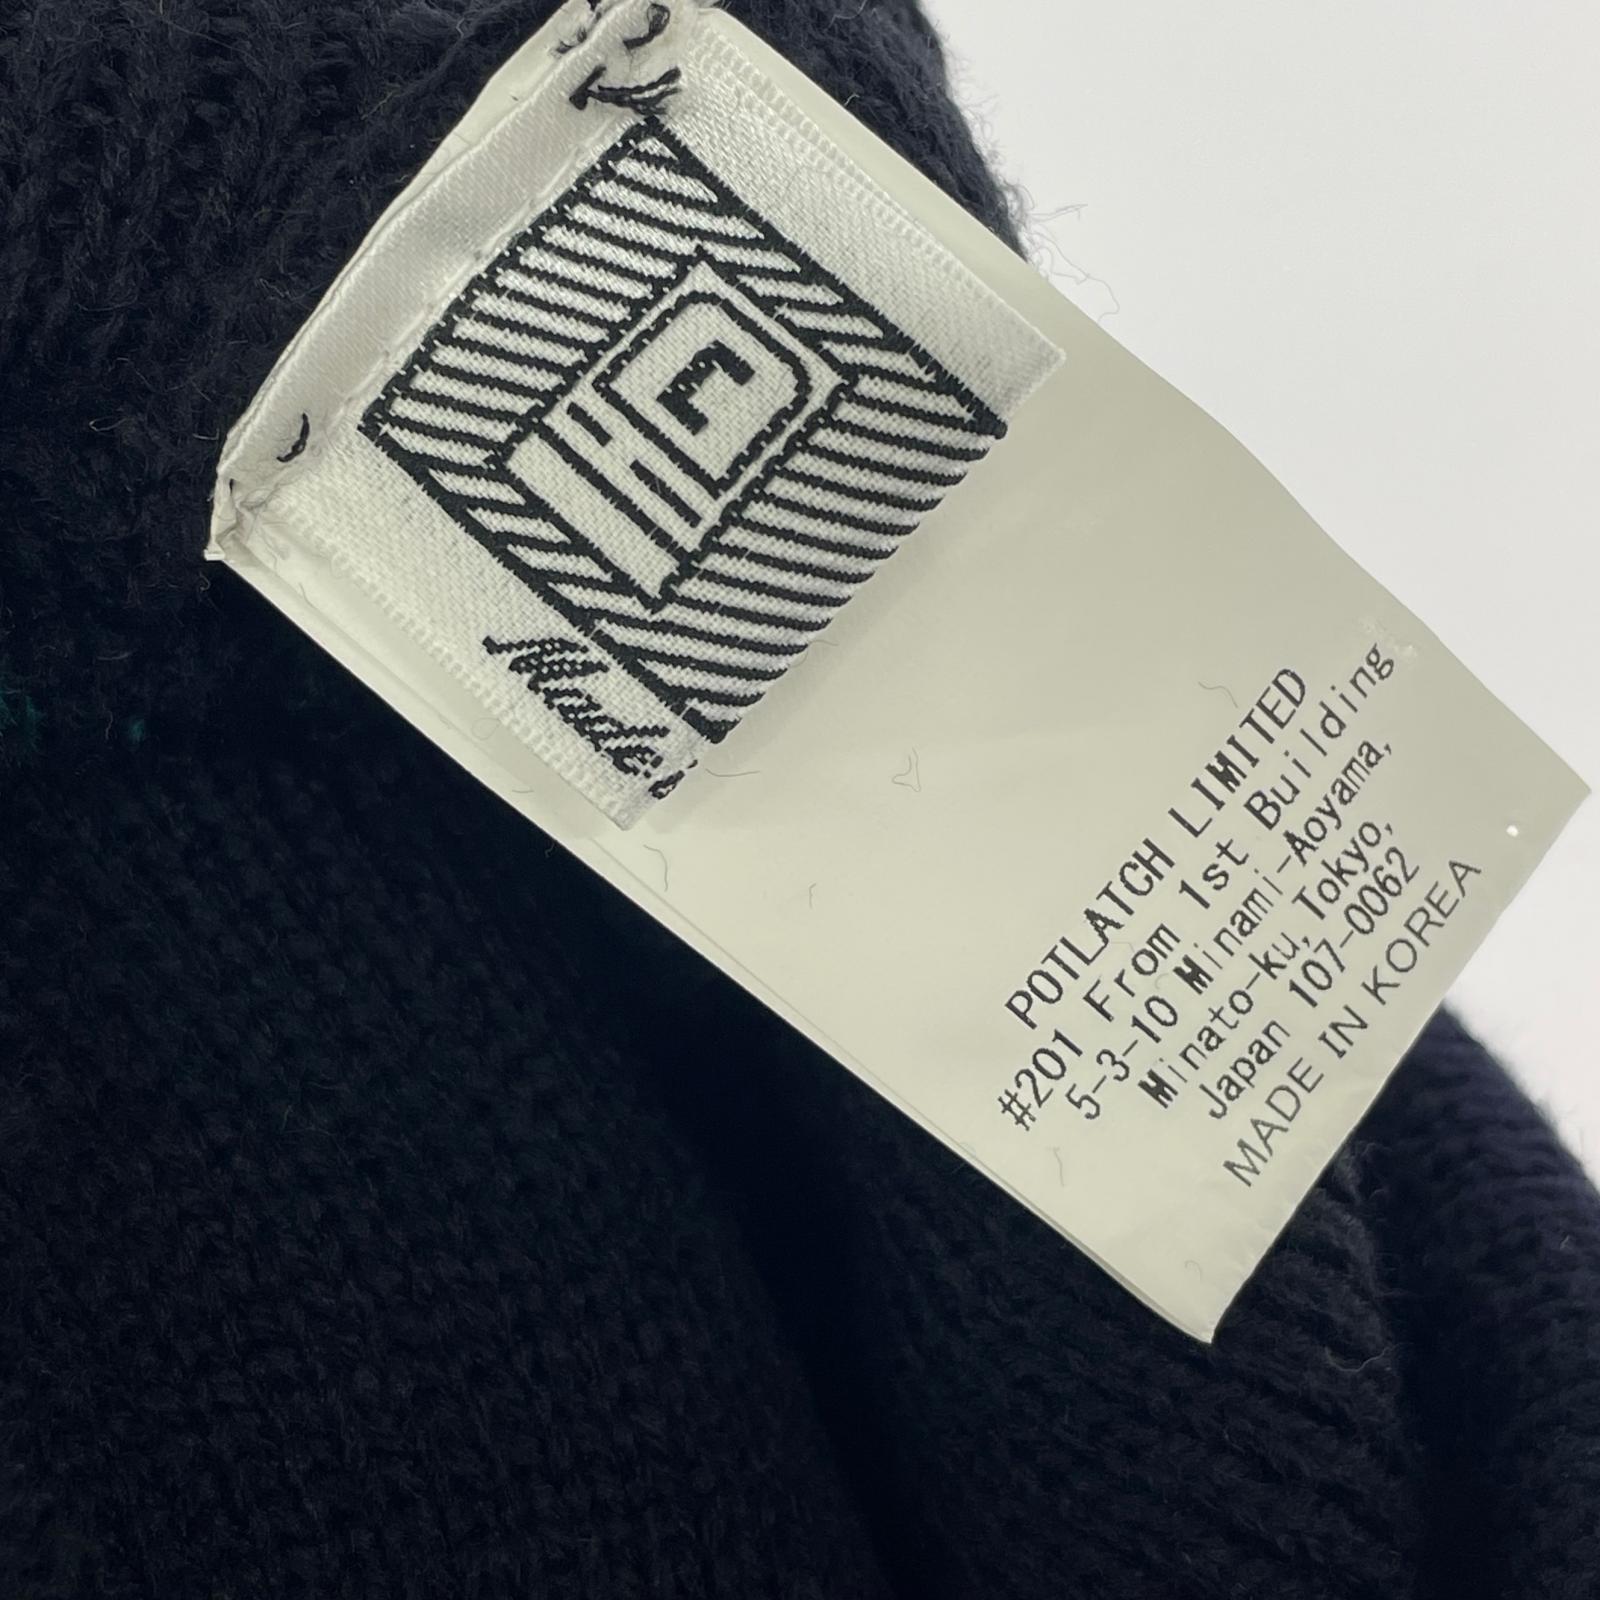 Made
POTLATCH LIMITED
#201 From 1st Building
5-3-10 Minami-Aoyama,
Minato-ku, Tokyo,
Japan 107-0062
MADE IN KOREA